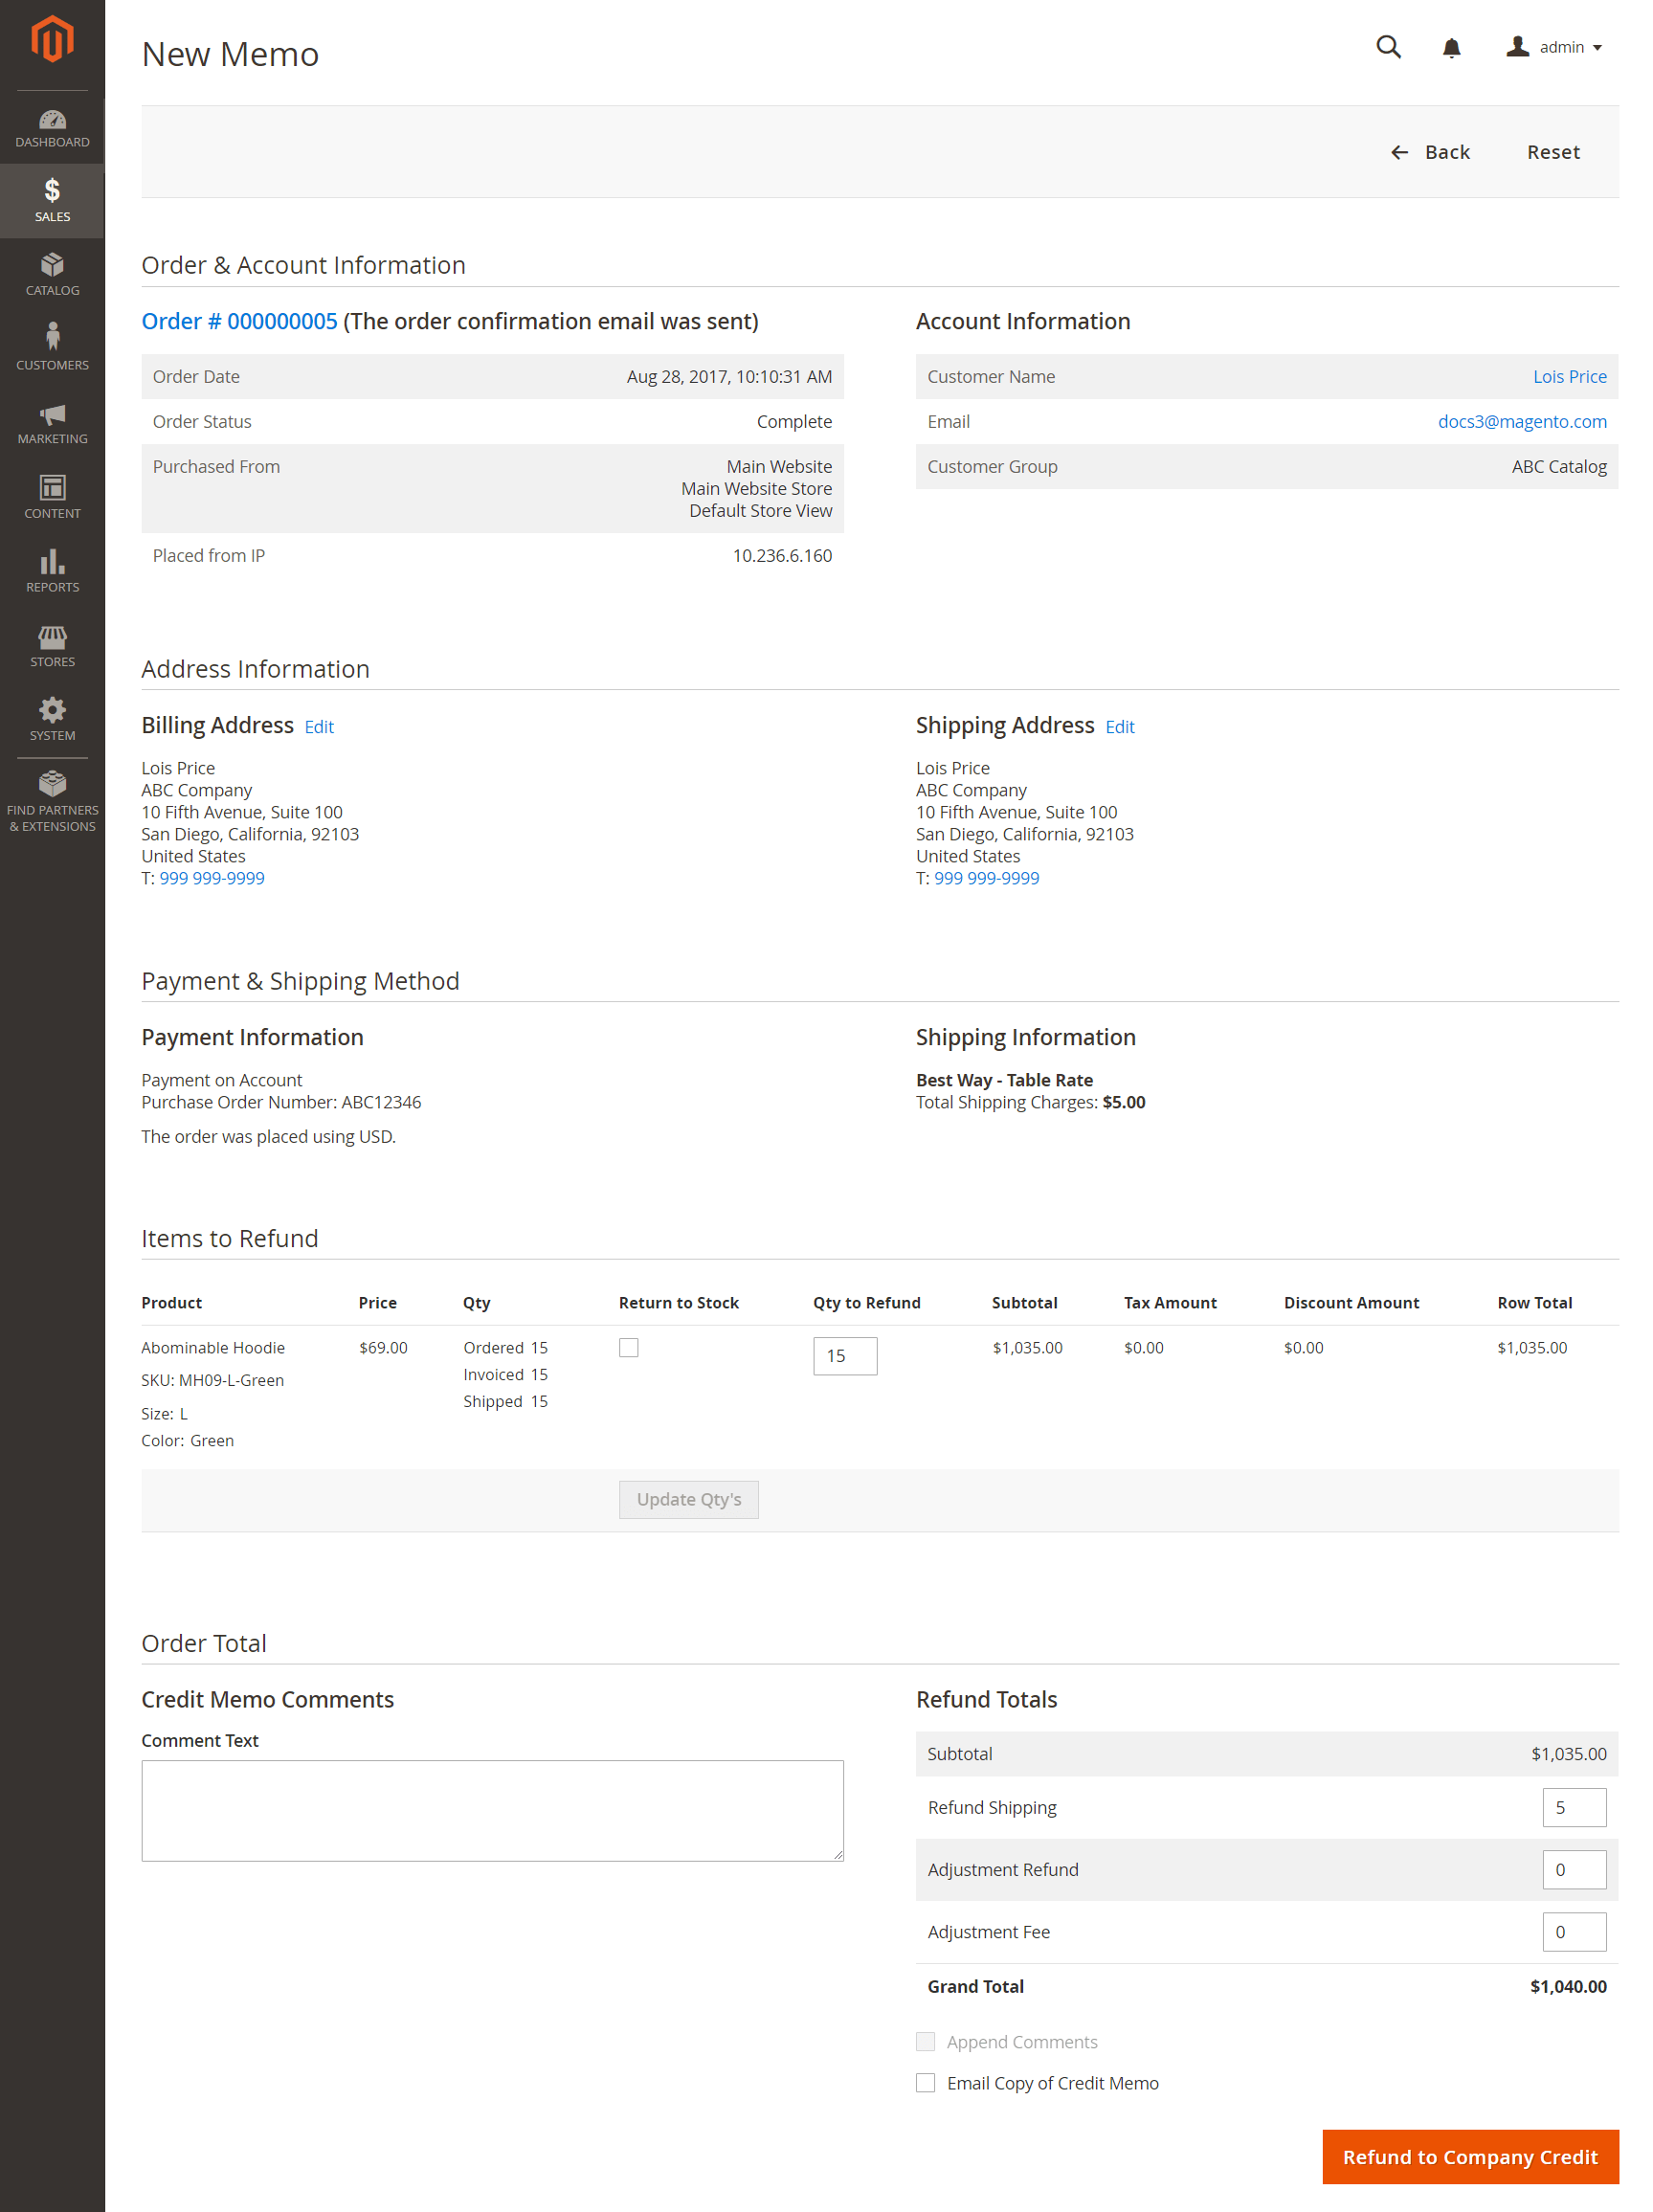 New Memo
admin
DASHBOARD
SALES
CATALOG
CUSTOMERS
MARKETING
CONTENT
REPORTS
STORES
SYSTEM
FIND PARTNERS
& EXTENSIONS
Back Reset
Order & Account Information
Order # 000000005 (The order confirmation email was sent)
Order Date Aug 28, 2017, 10:10:31 AM
Order Status Complete
Purchased From Main Website
Main Website Store
Default Store View
Placed from IP 10.236.6.160
Account Information
Customer Name Lois Price
Email docs3@magento.com
Customer Group ABC Catalog
Address Information
Billing Address Edit
Lois Price
ABC Company
10 Fifth Avenue, Suite 100
San Diego, California, 92103
United States
T: 999 999-9999
Shipping Address Edit
Lois Price
ABC Company
10 Fifth Avenue, Suite 100
San Diego, California, 92103
United States
T: 999 999-9999
Payment & Shipping Method
Payment Information
Payment on Account
Purchase Order Number: ABC12346
The order was placed using USD.
Shipping Information
Best Way - Table Rate
Total Shipping Charges: $5.00
Items to Refund
Product Price Qty Return to Stock Qty to Refund Subtotal Tax Amount Discount Amount Row Total
Abominable Hoodie $69.00 Ordered 15 15 $1,035.00 $0.00 $0.00 $1,035.00
Invoiced 15
SKU: MH09-L-Green
Shipped 15
Size: L
Color: Green
Update Qty's
Order Total
Credit Memo Comments
Comment Text
Refund Totals
Subtotal $1,035.00
Refund Shipping 5
Adjustment Refund 0
Adjustment Fee 0
Grand Total $1,040.00
Append Comments
Email Copy of Credit Memo
Refund to Company Credit